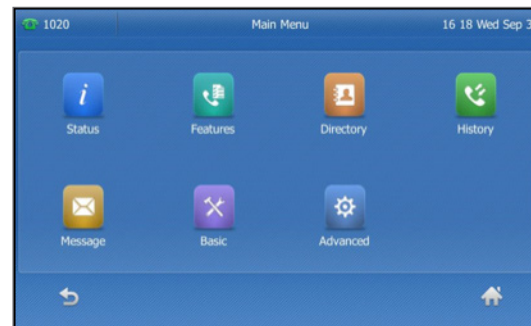 1020 Main Menu 16 18 Wed Sep 3
Status Features Directory History
Message Basic Advanced